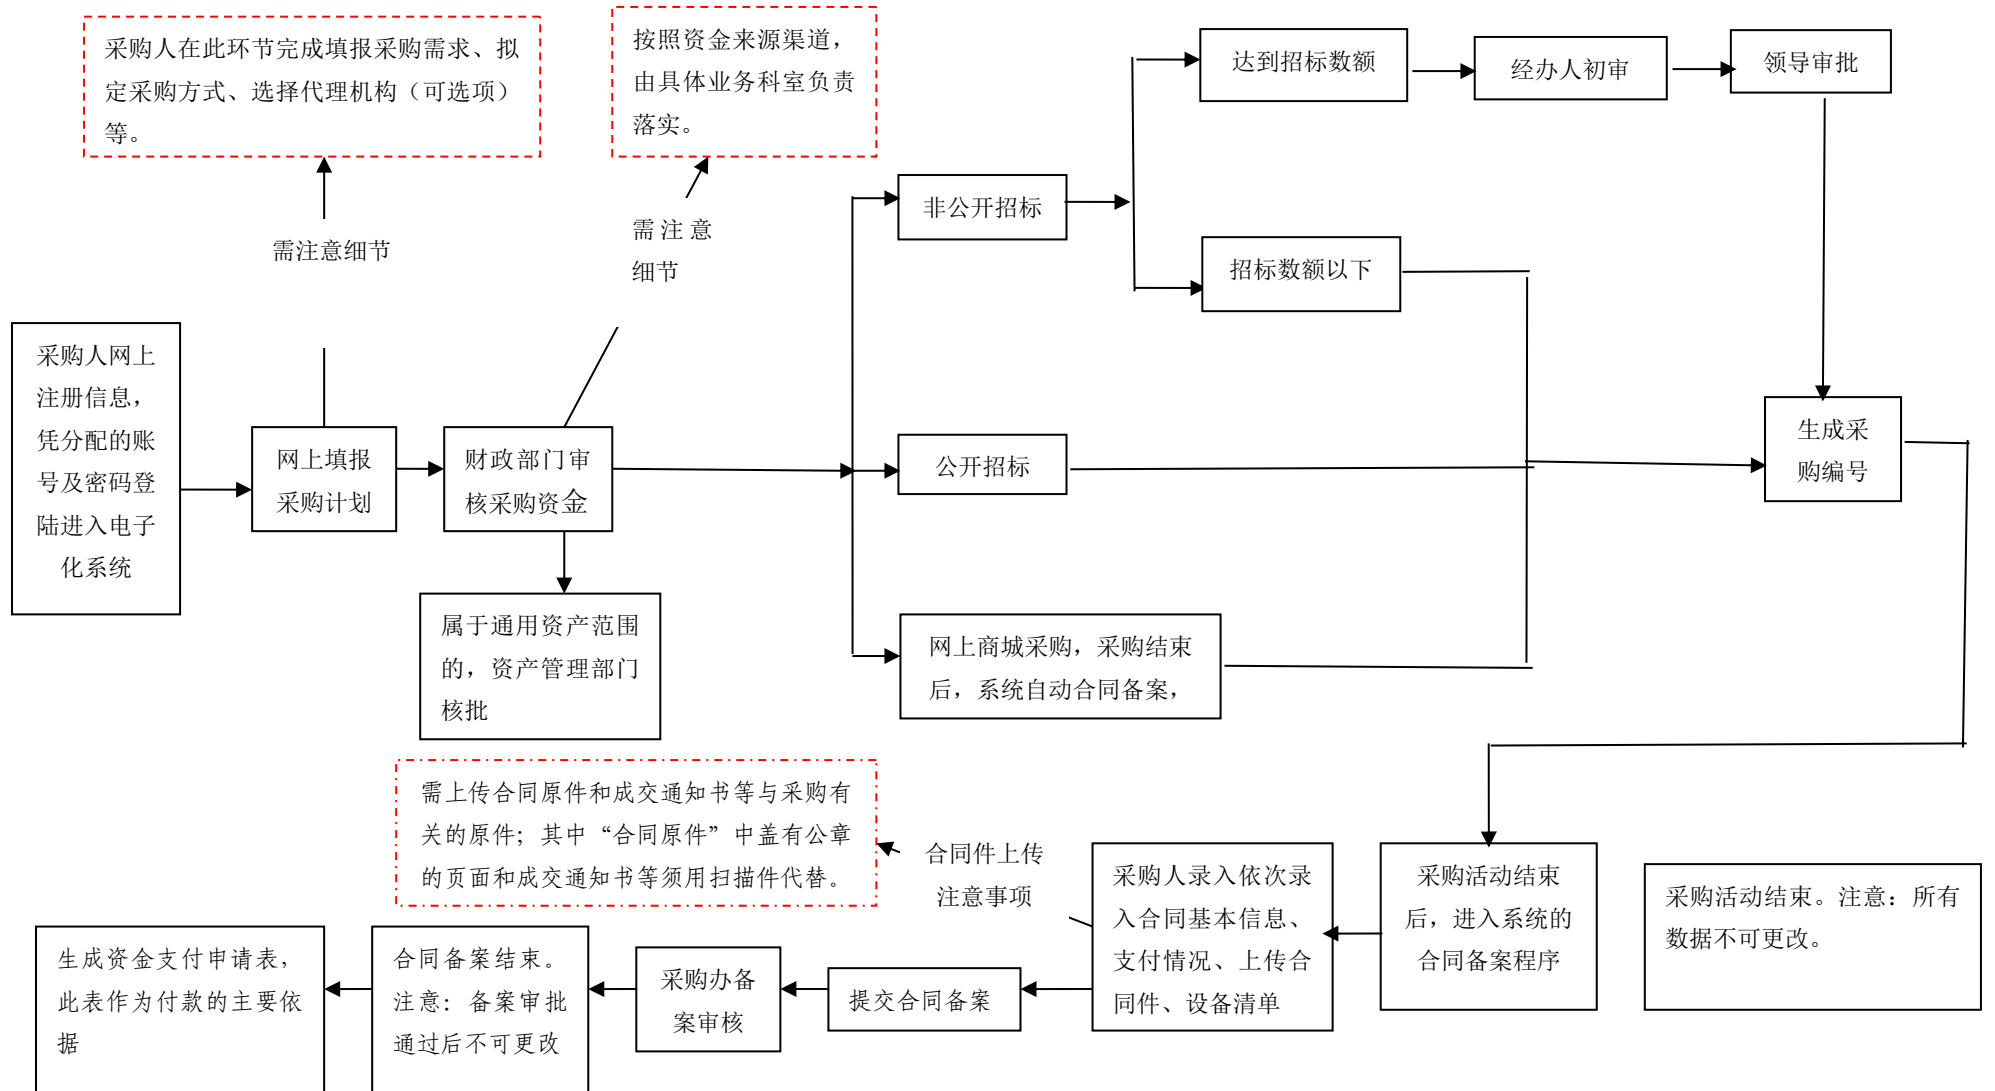 采购人在此环节完成填报采购需求、拟
定采购方式、选择代理机构（可选项）
等。
按照资金来源渠道，
由具体业务科室负责
落实。
达到招标数额
经办人初审
领导审批
需注意细节
需注意
细节
非公开招标
招标数额以下
采购人网上
注册信息，
凭分配的账
号及密码登
陆进入电子
化系统
网上填报
采购计划
财政部门审
核采购资金
公开招标
生成采
购编号
属于通用资产范围
的，资产管理部门
核批
网上商城采购，采购结束
后，系统自动合同备案，
需上传合同原件和成交通知书等与采购有
关的原件；其中“合同原件”中盖有公章
的页面和成交通知书等须用扫描件代替。
合同件上传
注意事项
采购人录入依次录
入合同基本信息、
支付情况、上传合
同件、设备清单
采购活动结束
后，进入系统的
合同备案程序
采购活动结束。注意：所有
数据不可更改。
生成资金支付申请表，
此表作为付款的主要依
据
合同备案结束。
注意：备案审批
通过后不可更改
采购办备
案审核
提交合同备案